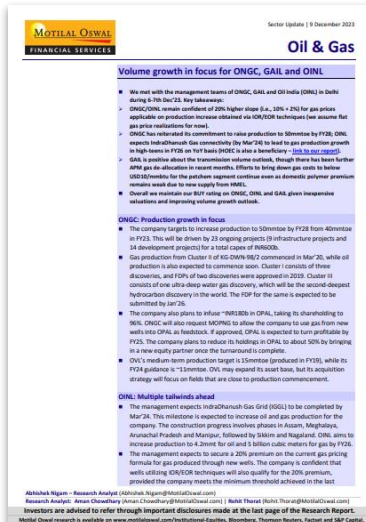 MOTILAL OSWAL
FINANCIAL SERVICES
Sector Update | 9 December 2023
Oil & Gas
Volume growth in focus for ONGC, GAIL and OINL
■ We met with the management teams of ONGC, GAIL and Oil India (OINL) in Delhi
during 6-7th Dec'23. Key takeaways:
➢ ONGC/OINL remain confident of 20% higher slope (i.e., 10% + 2%) for gas prices
applicable on production increase obtained via IOR/EOR techniques (we assume flat
gas price realizations for now).
➢ ONGC has reiterated its commitment to raise production to 50mmtoe by FY28; OINL
expects IndraDhanush Gas connectivity (by Mar'24) to lead to gas production growth
in high-teens in FY26 on YoY basis (HOEC is also a beneficiary – link to our report).
➢ GAIL is positive about the transmission volume outlook, though there has been further
APM gas de-allocation in recent months. Efforts to bring down gas costs to below
USD10/mmbtu for the petchem segment continue even as domestic polymer premium
remains weak due to new supply from HMEL.
■ Overall we maintain our BUY rating on ONGC, OINL and GAIL given inexpensive
valuations and improving volume growth outlook.
ONGC: Production growth in focus
■ The company targets to increase production to 50mmtoe by FY28 from 40mmtoe
in FY23. This will be driven by 23 ongoing projects (9 infrastructure projects and
14 development projects) for a total capex of INR600b.
■ Gas production from Cluster II of KG-DWN-98/2 commenced in Mar'20, while oil
production is also expected to commence soon. Cluster I consists of three
discoveries, and FDPs of two discoveries were approved in 2019. Cluster III
consists of one ultra-deep water gas discovery, which will be the second-deepest
hydrocarbon discovery in the world. The FDP for the same is expected to be
submitted by Jan'26.
■ The company also plans to infuse ~INR180b in OPAL, taking its shareholding to
96%. ONGC will also request MOPNG to allow the company to use gas from new
wells into OPAL as feedstock. If approved, OPAL is expected to turn profitable by
FY25. The company plans to reduce its holdings in OPAL to about 50% by bringing
in a new equity partner once the turnaround is complete.
■ OVL's medium-term production target is 15mmtoe (produced in FY19), while its
FY24 guidance is ~11mmtoe. OVL may expand its asset base, but its acquisition
strategy will focus on fields that are close to production commencement.
OINL: Multiple tailwinds ahead
■ The management expects IndraDhanush Gas Grid (IGGL) to be completed by
Mar'24. This milestone is expected to increase oil and gas production for the
company. The construction progress involves phases in Assam, Meghalaya,
Arunachal Pradesh and Manipur, followed by Sikkim and Nagaland. OINL aims to
increase production to 4.2mmt for oil and 5 billion cubic meters for gas by FY26.
■ The management expects to secure a 20% premium on the current gas pricing
formula for gas produced through new wells. The company is confident that
wells utilizing IOR/EOR techniques will also qualify for the 20% premium,
provided the company meets the minimum threshold achieved in the last
Abhishek Nigam – Research Analyst (Abhishek.Nigam@MotilalOswal.com)
Research Analyst: Aman Chowdhury (Aman.Chowdhury@MotilalOswal.com) | Rohit Thorat (Rohit.Thorat@MotilalOswal.com)
Investors are advised to refer through important disclosures made at the last page of the Research Report.
Motilal Oswal research is available on www.motilaloswal.com/Institutional-Equities, Bloomberg, Thomson Reuters, Factset and S&P Capital.